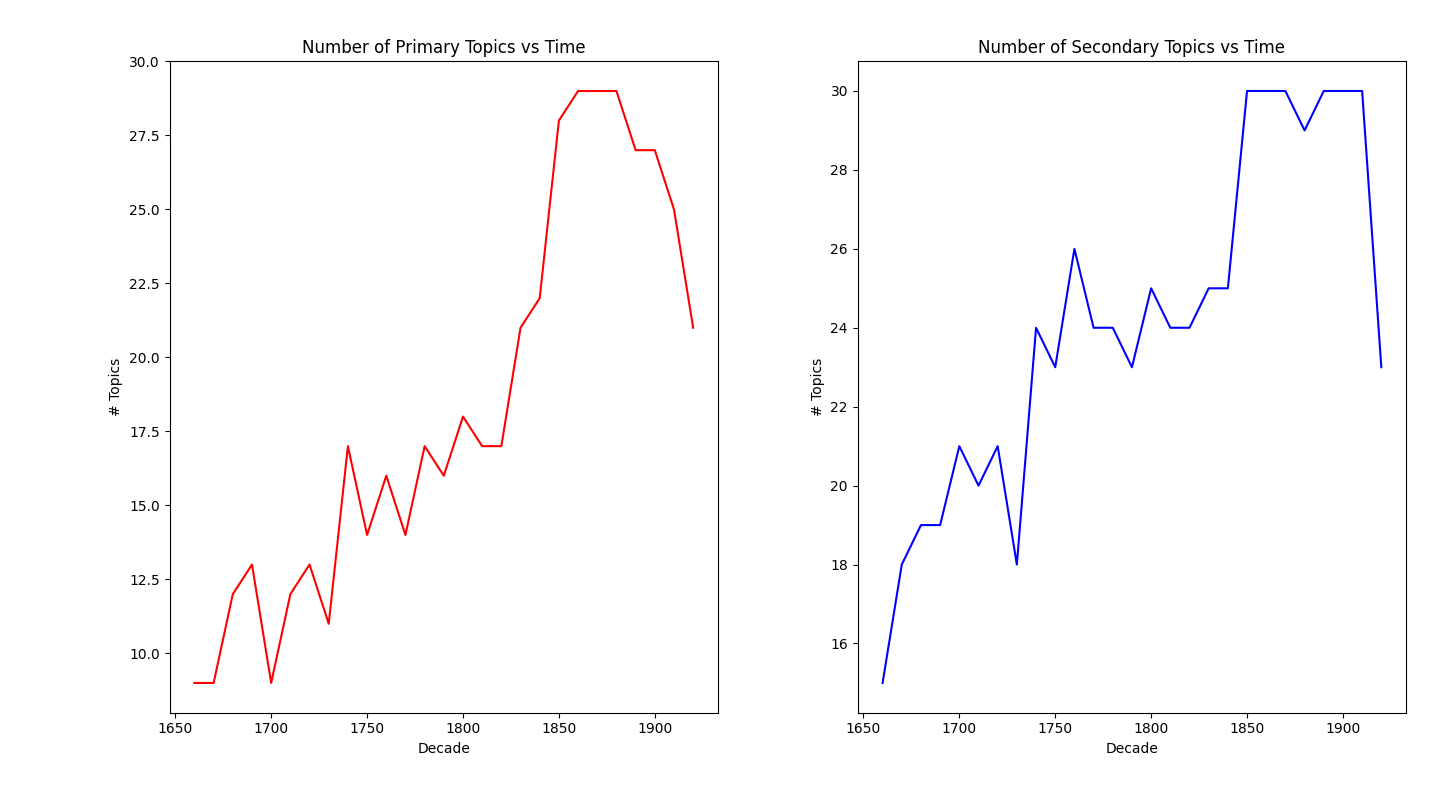 Number of Primary Topics vs Time
30.0
27.5
25.0
22.5
20.0
17.5
15.0
12.5
10.0
# Topics
1650 1700 1750 1800 1850 1900
Decade
Number of Secondary Topics vs Time
30
28
26
24
22
20
18
16
# Topics
1650 1700 1750 1800 1850 1900
Decade